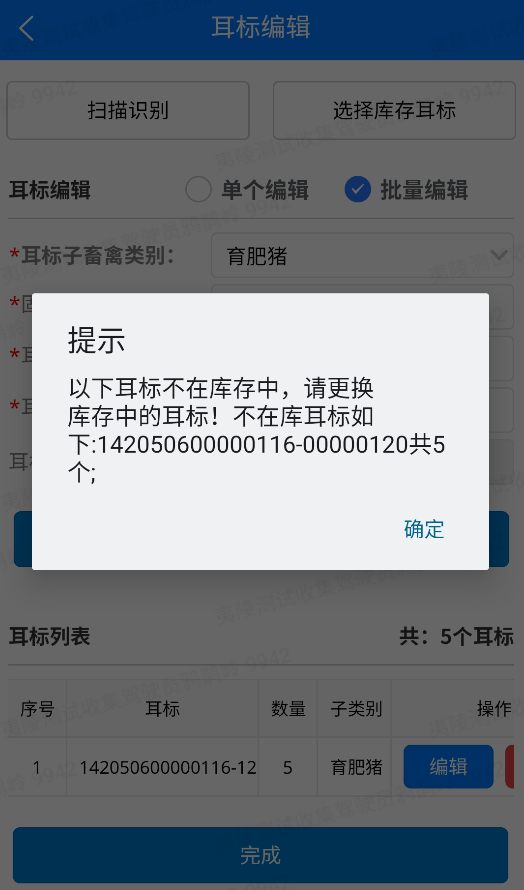 耳标编辑
扫描识别
选择库存耳标
耳标编辑
单个编辑
批量编辑
*耳标子畜禽类别：
育肥猪
*
*耳
*耳
耳
提示
以下耳标不在库存中，请更换
库存中的耳标！不在库耳标如
下:142050600000116-00000120共5
个;
确定
耳标列表
共：5个耳标
序号
耳标
数量
子类别
操作
1
142050600000116-12
5
育肥猪
编辑
完成